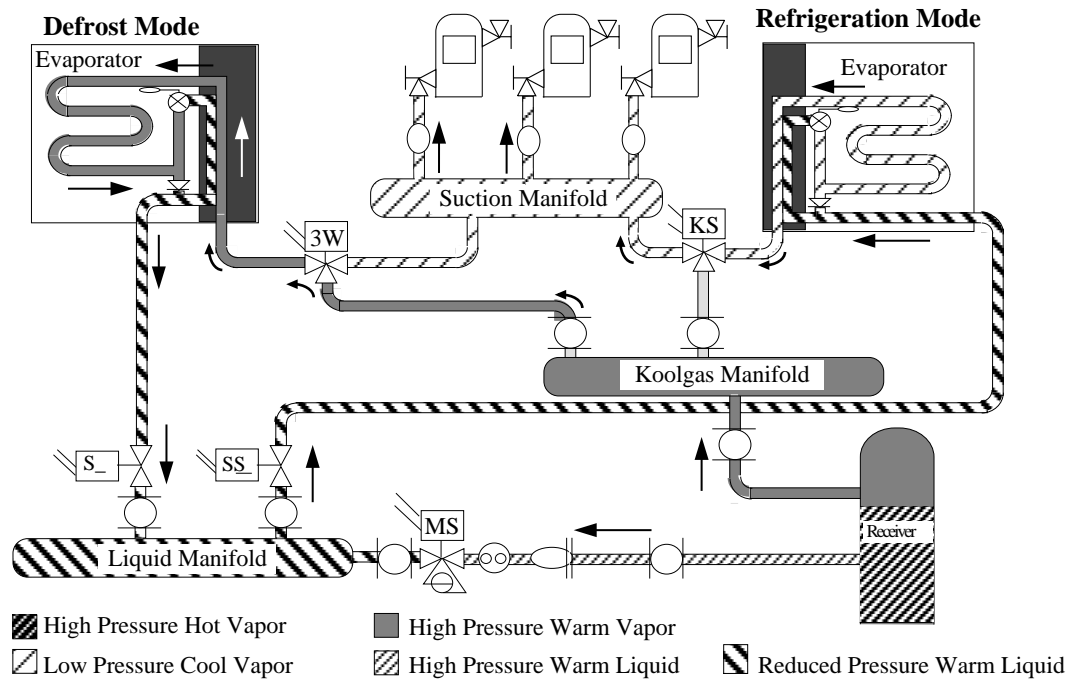 Defrost Mode
Refrigeration Mode
Evaporator
Evaporator
Suction Manifold
3W
KS
Koolgas Manifold
S_
SS_
MS
Receiver
Liquid Manifold
High Pressure Hot Vapor
High Pressure Warm Vapor
Low Pressure Cool Vapor
High Pressure Warm Liquid
Reduced Pressure Warm Liquid